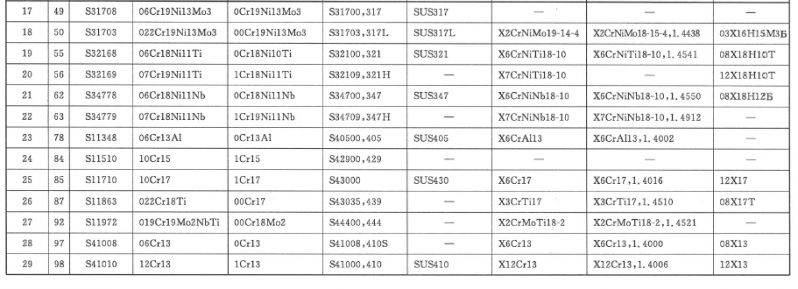 17 49 S31708 06Cr19Ni13Mo3 0Cr19Ni13Mo3 S31700,317 SUS317 — — —
18 50 S31703 022Cr19Ni13Mo3 00Cr19Ni13Mo3 S31703,317L SUS317L X2CrNiMo19-14-4 X2CrNiMo18-15-4,1.4438 03X16H15M3Б
19 55 S32168 06Cr18Ni11Ti 0Cr18Ni10Ti S32100,321 SUS321 X6CrNiTi18-10 X6CrNiTi18-10,1.4541 08X18H10T
20 56 S32169 07Cr19Ni11Ti 1Cr18Ni11Ti S32109,321H — X7CrNiTi18-10 — 12X18H10T
21 62 S34778 06Cr18Ni11Nb 0Cr18Ni11Nb S34700,347 SUS347 X6CrNiNb18-10 X6CrNiNb18-10,1.4550 08X18H12Б
22 63 S34779 07Cr18Ni11Nb 1Cr19Ni11Nb S34709,347H — X7CrNiNb18-10 X7CrNiNb18-10,1.4912 —
23 78 S11348 06Cr13Al 0Cr13Al S40500,405 SUS405 X6CrAl13 X6CrAl13,1.4002 —
24 84 S11510 10Cr15 1Cr15 S42900,429 — — — —
25 85 S11710 10Cr17 1Cr17 S43000 SUS430 X6Cr17 X6Cr17,1.4016 12X17
26 87 S11863 022Cr18Ti 00Cr17 S43035,439 — X3CrTi17 X3CrTi17,1.4510 08X17T
27 92 S11972 019Cr19Mo2NbTi 00Cr18Mo2 S44400,444 — X2CrMoTi18-2 X2CrMoTi18-2,1.4521 —
28 97 S41008 06Cr13 0Cr13 S41008,410S — X6Cr13 X6Cr13,1.4000 08X13
29 98 S41010 12Cr13 1Cr13 S41000,410 SUS410 X12Cr13 X12Cr13,1.4006 12X13